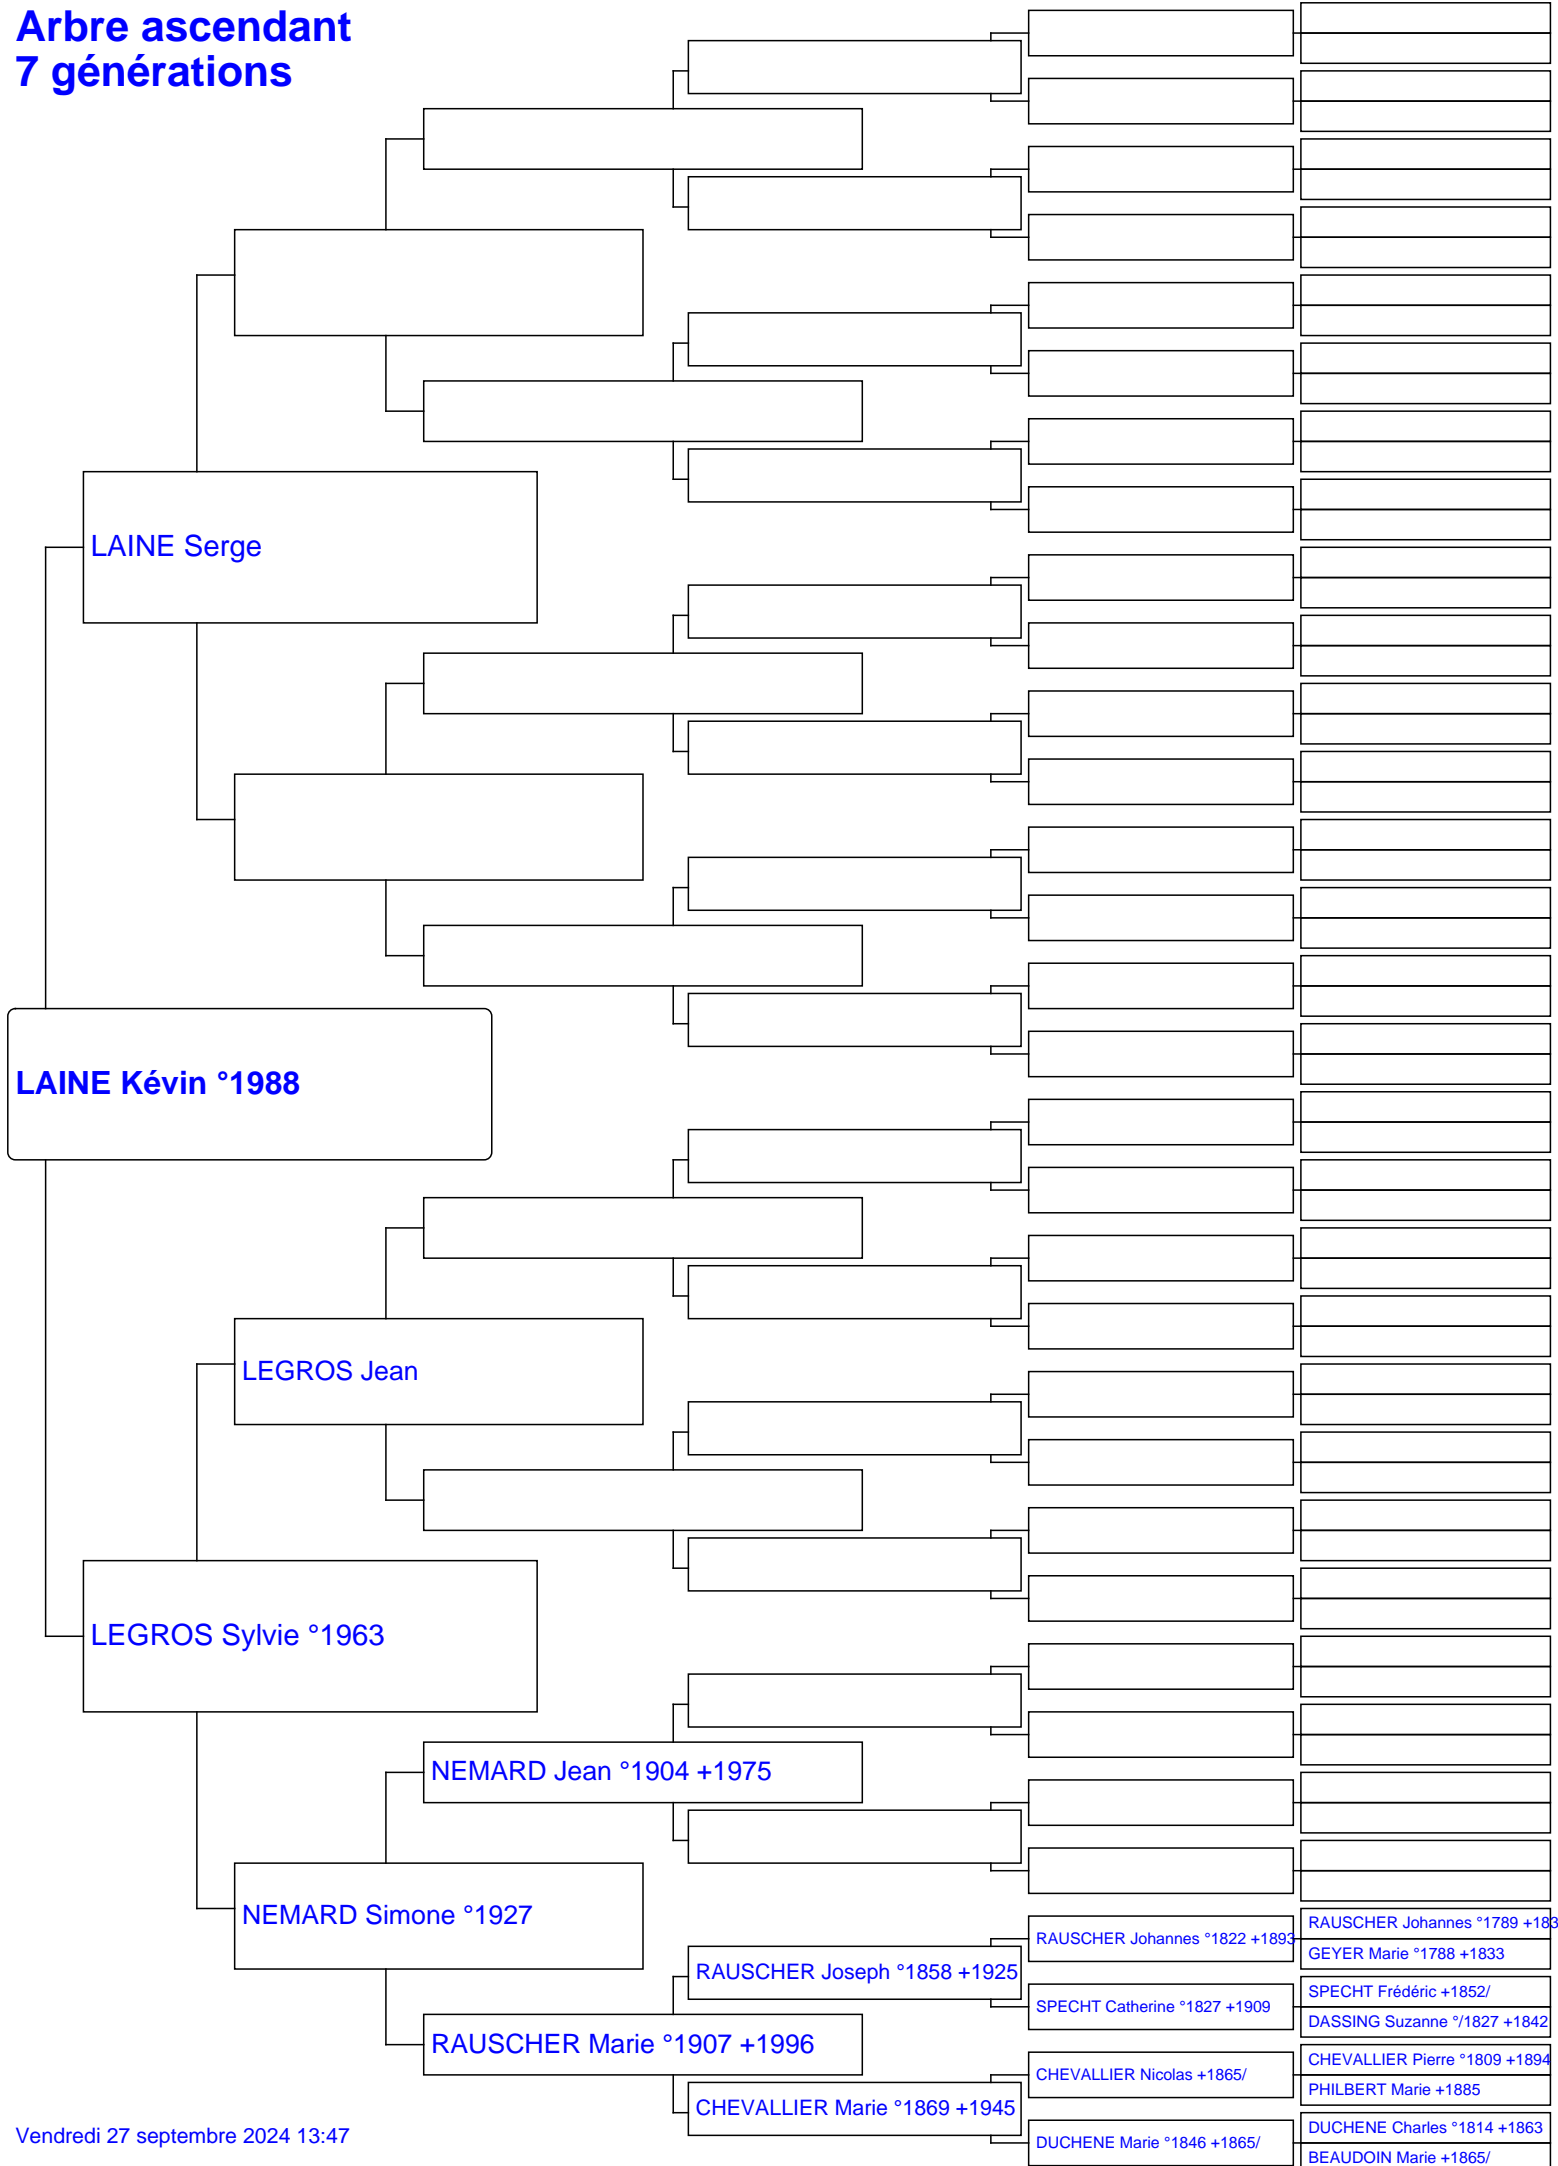 Arbre ascendant
7 générations
LAINE Serge
LAINE Kévin °1988
LEGROS Jean
LEGROS Sylvie °1963
NEMARD Jean °1904 +1975
NEMARD Simone °1927
RAUSCHER Johannes °1789 +183
RAUSCHER Johannes °1822 +1893
GEYER Marie °1788 +1833
RAUSCHER Joseph °1858 +1925
SPECHT Frédéric +1852/
SPECHT Catherine °1827 +1909
DASSING Suzanne °/1827 +1842
RAUSCHER Marie °1907 +1996
CHEVALLIER Pierre °1809 +1894
CHEVALLIER Nicolas +1865/
PHILBERT Marie +1885
CHEVALLIER Marie °1869 +1945
DUCHENE Charles °1814 +1863
DUCHENE Marie °1846 +1865/
BEAUDOIN Marie +1865/
Vendredi 27 septembre 2024 13:47